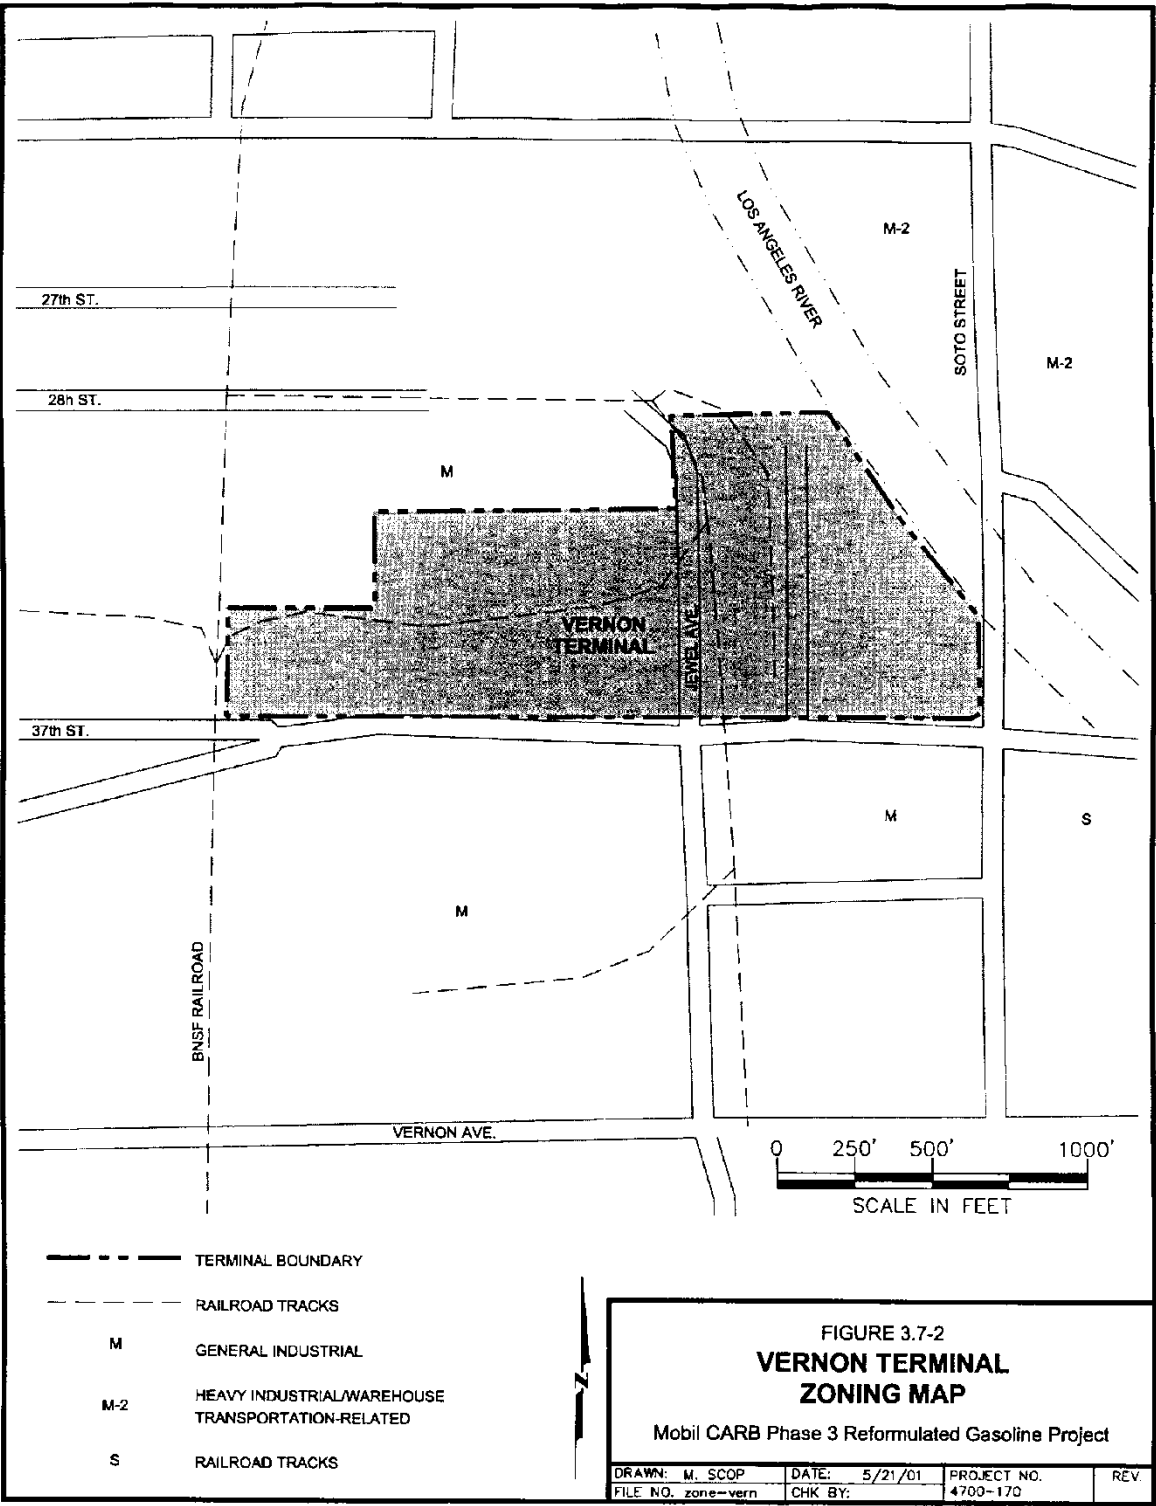 LOS ANGELES RIVER
M-2
SOTO STREET
27th ST.
M-2
28h ST.
M
VERNON
TERMINAL
JEWEL AVE.
37th ST.
M
S
M
BNSF RAILROAD
VERNON AVE.
0 250' 500' 1000'
SCALE IN FEET
TERMINAL BOUNDARY
RAILROAD TRACKS
M GENERAL INDUSTRIAL
M-2 HEAVY INDUSTRIAL/WAREHOUSE
TRANSPORTATION-RELATED
S RAILROAD TRACKS
Z
FIGURE 3.7-2
VERNON TERMINAL
ZONING MAP
Mobil CARB Phase 3 Reformulated Gasoline Project
DRAWN: M. SCOP DATE: 5/21/01 PROJECT NO. REV.
FILE NO. zone-vern CHK BY: 4700-170